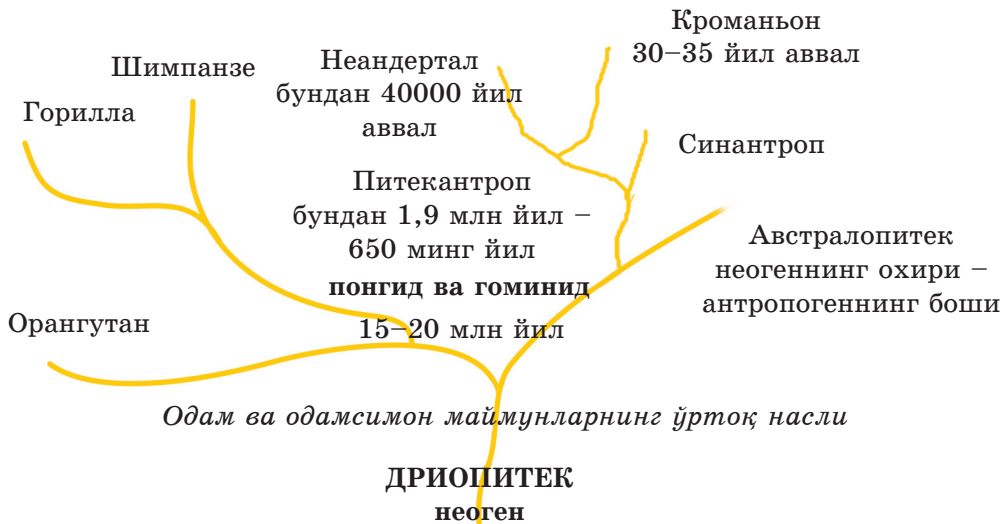 Кроманьон
30–35 йил аввал
Неандертал
бундан 40000 йил
аввал
Шимпанзе
Горилла
Синантроп
Питекантроп
бундан 1,9 млн йил –
650 минг йил
Австралопитек
неогеннинг охири –
антропогеннинг боши
понгид ва гоминид
15–20 млн йил
Орангутан
Одам ва одамсимон маймунларнинг ўртоқ насли
ДРИОПИТЕК
неоген